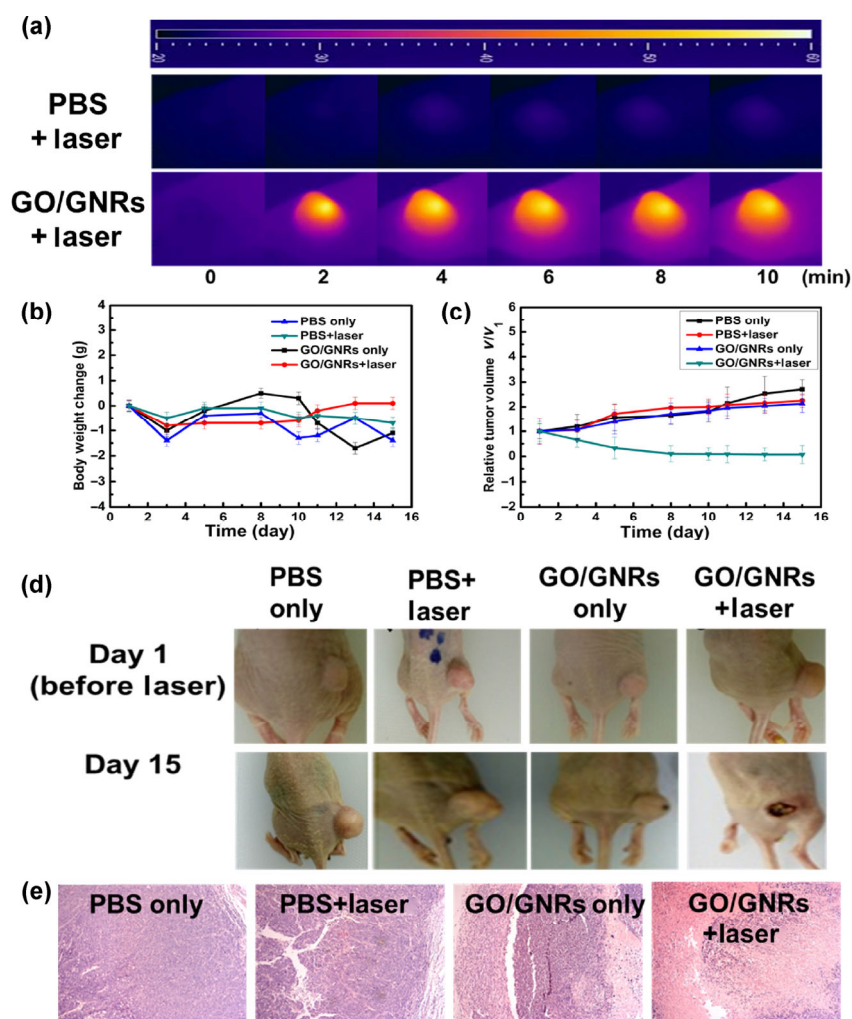 (a)
20 30 40 50 60
PBS
+ laser
GO/GNRs
+ laser
0 2 4 6 8 10 (min)
(b)
Body weight change (g)
4
3
2
1
0
−1
−2
−3
−4
PBS only
PBS+laser
GO/GNRs only
GO/GNRs+laser
0 2 4 6 8 10 12 14 16
Time (day)
(c)
Relative tumor volume V/V1
6
5
4
3
2
1
0
−1
−2
PBS only
PBS+laser
GO/GNRs only
GO/GNRs+laser
0 2 4 6 8 10 12 14 16
Time (day)
(d)
PBS
only
PBS+
laser
GO/GNRs
only
GO/GNRs
+laser
Day 1
(before laser)
Day 15
(e)
PBS only
PBS+laser
GO/GNRs only
GO/GNRs
+laser